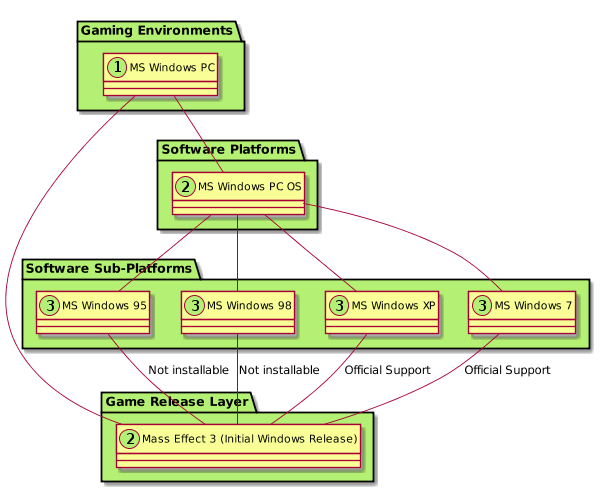 Gaming Environments
1 MS Windows PC
Software Platforms
2 MS Windows PC OS
Software Sub-Platforms
3 MS Windows 95
3 MS Windows 98
3 MS Windows XP
3 MS Windows 7
Not installable
Not installable
Official Support
Official Support
Game Release Layer
2 Mass Effect 3 (Initial Windows Release)